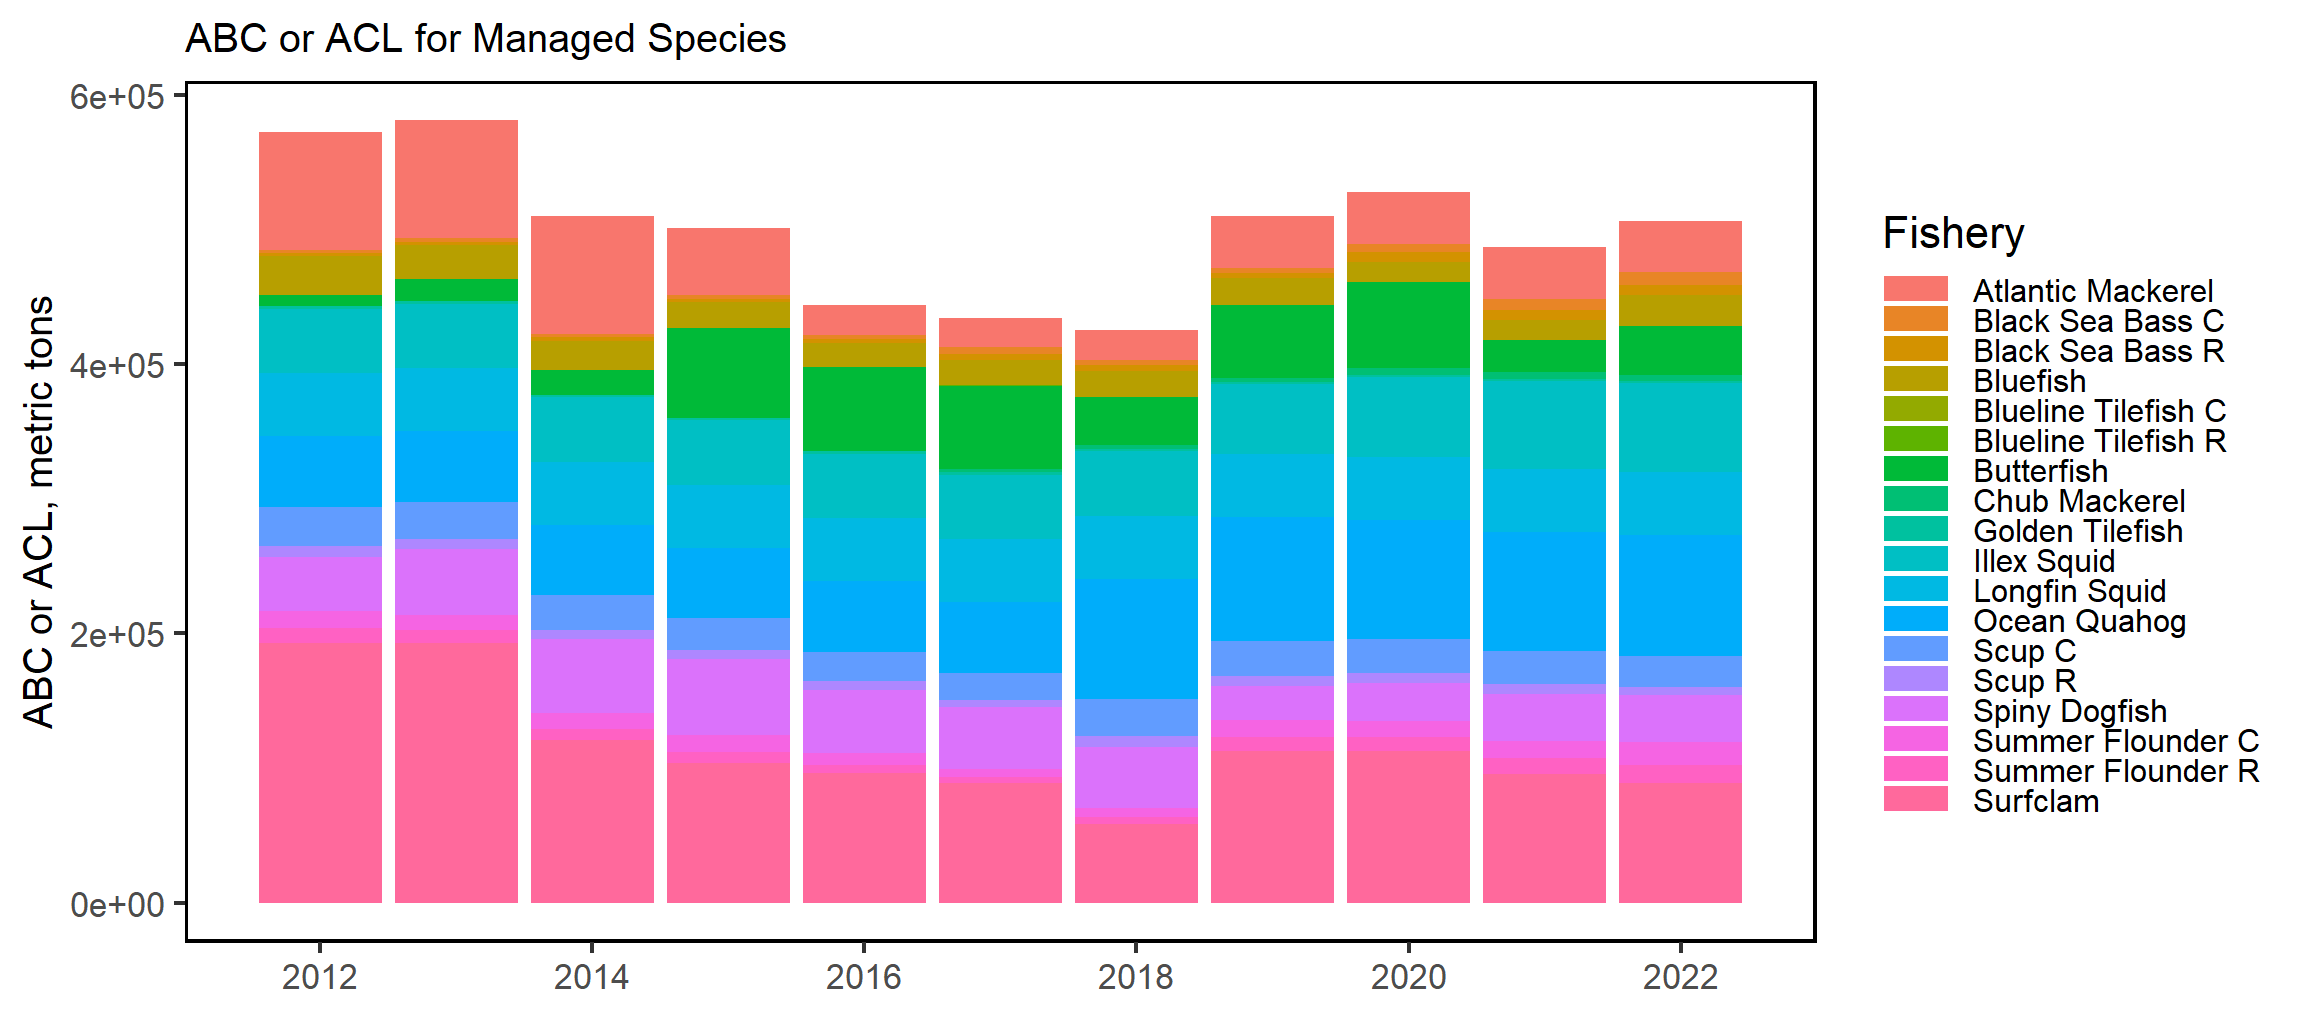 ABC or ACL for Managed Species
ABC or ACL, metric tons
6e+05
4e+05
2e+05
0e+00
2012
2014
2016
2018
2020
2022
Fishery
Atlantic Mackerel
Black Sea Bass C
Black Sea Bass R
Bluefish
Blueline Tilefish C
Blueline Tilefish R
Butterfish
Chub Mackerel
Golden Tilefish
Illex Squid
Longfin Squid
Ocean Quahog
Scup C
Scup R
Spiny Dogfish
Summer Flounder C
Summer Flounder R
Surfclam